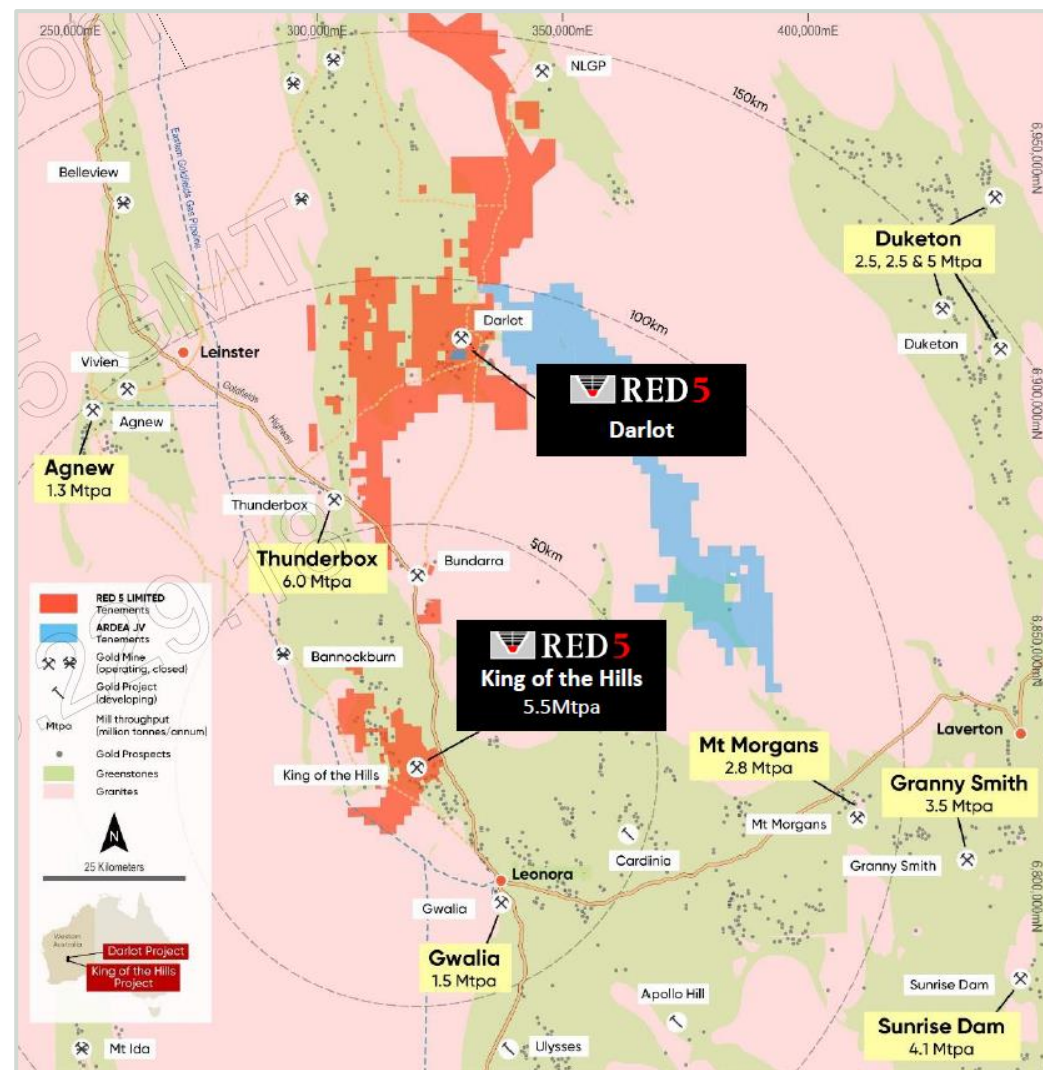 250,000mE
300,000mE
350,000mE
400,000mE
NLGP
150km
6,950,000mN
Belleview
Eastern Goldfields Gas Pipeline
Duketon
2.5, 2.5 & 5 Mtpa
GMT
Darlot
100km
Duketon
Leinster
Vivien
RED 5
Darlot
6,900,000mN
Goldfields Highway
Agnew
Agnew
1.3 Mtpa
Thunderbox
Thunderbox
6.0 Mtpa
50km
Bundarra
RED 5 LIMITED
Tenements
ARDEA JV
Tenements
Gold Mine
(operating, closed)
Gold Project
(developing)
Mtpa
Mill throughput
(million tonnes/annum)
Gold Prospects
Greenstones
Granites
N
25 Kilometers
Western
Australia
Darlot Project
King of the Hills
Project
Bannockburn
RED 5
King of the Hills
5.5Mtpa
6,850,000mN
King of the Hills
Mt Morgans
2.8 Mtpa
Laverton
Granny Smith
3.5 Mtpa
Mt Morgans
Cardinia
Granny Smith
Leonora
6,800,000mN
Gwalia
Gwalia
1.5 Mtpa
Apollo Hill
Sunrise Dam
Sunrise Dam
4.1 Mtpa
Mt Ida
Ulysses